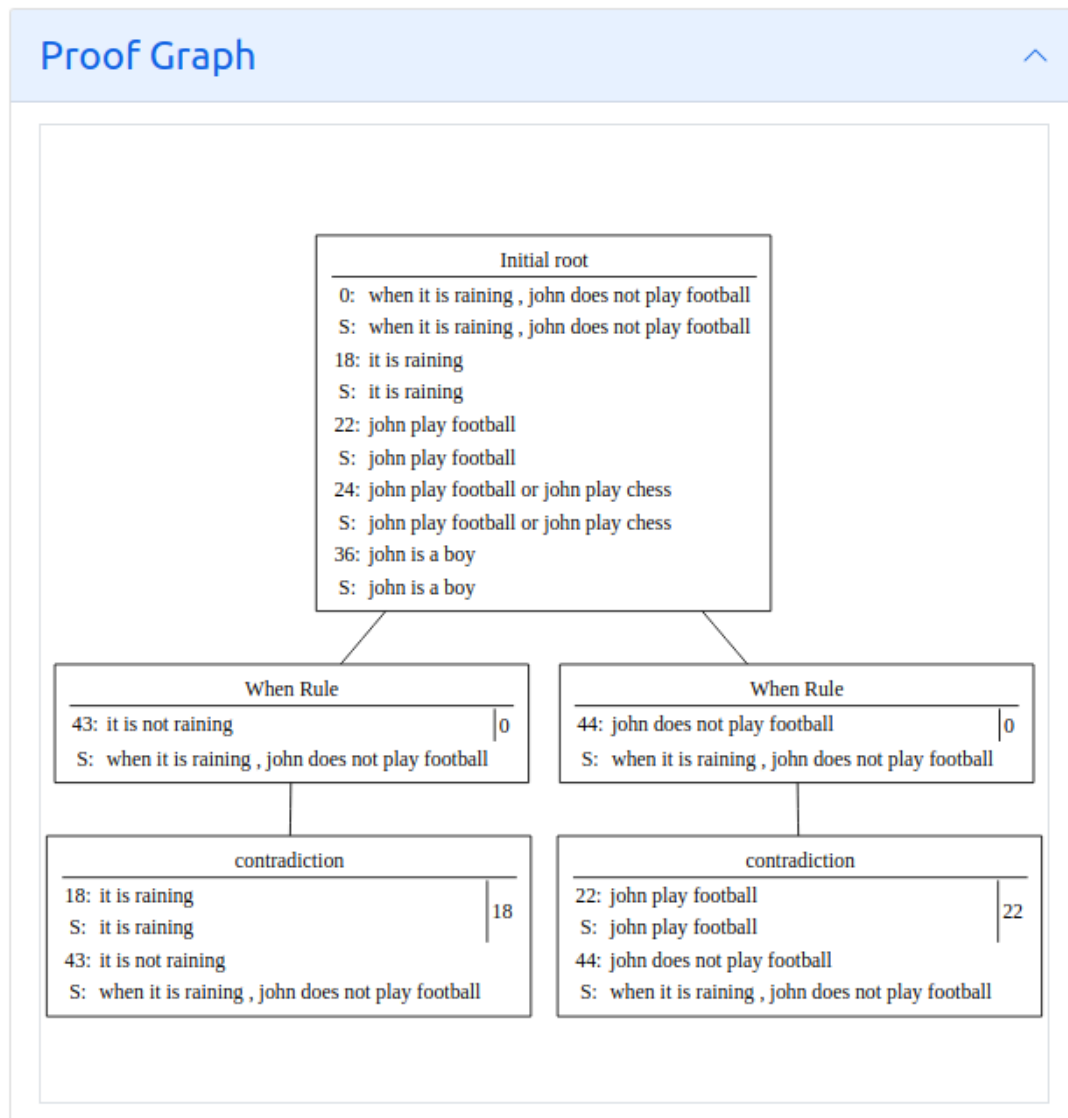 Proof Graph
Initial root
0: when it is raining , john does not play football
S: when it is raining , john does not play football
18: it is raining
S: it is raining
22: john play football
S: john play football
24: john play football or john play chess
S: john play football or john play chess
36: john is a boy
S: john is a boy
When Rule
43: it is not raining 0
S: when it is raining , john does not play football
When Rule
44: john does not play football 0
S: when it is raining , john does not play football
contradiction
18: it is raining
S: it is raining
18
43: it is not raining
S: when it is raining , john does not play football
contradiction
22: john play football
S: john play football
22
44: john does not play football
S: when it is raining , john does not play football